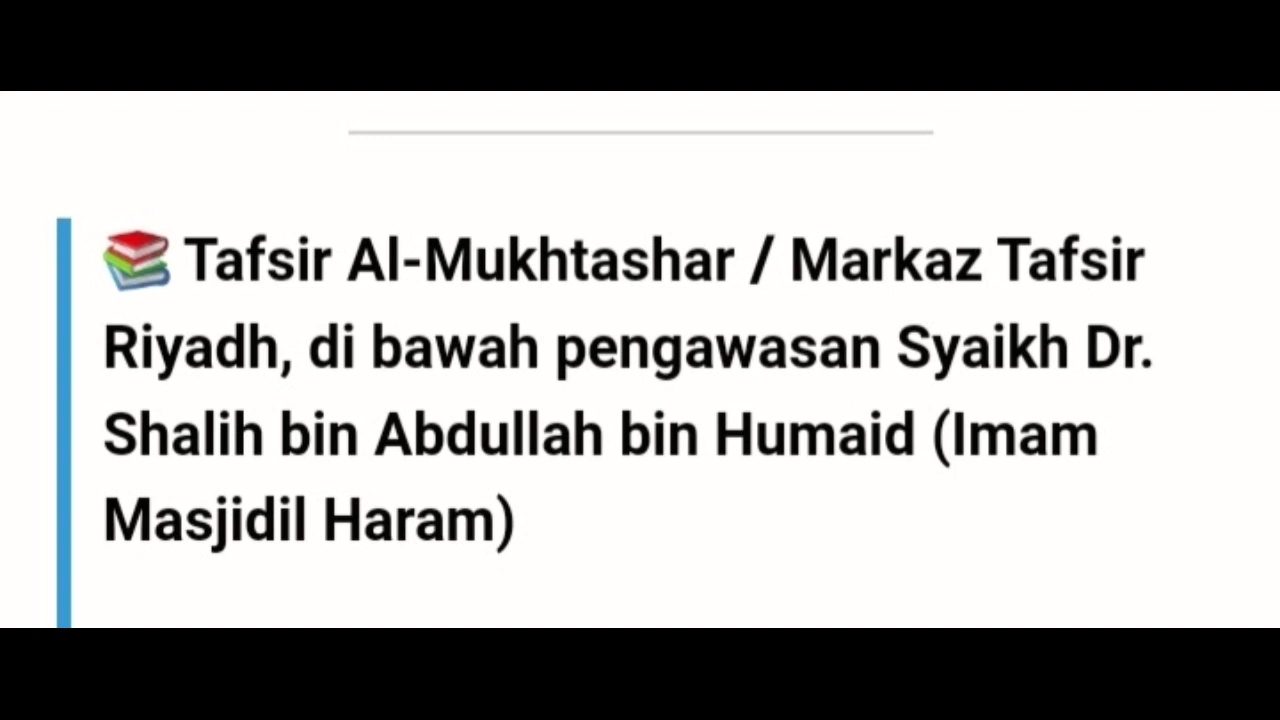 📚 Tafsir Al-Mukhtashar / Markaz Tafsir
Riyadh, di bawah pengawasan Syaikh Dr.
Shalih bin Abdullah bin Humaid (Imam
Masjidil Haram)